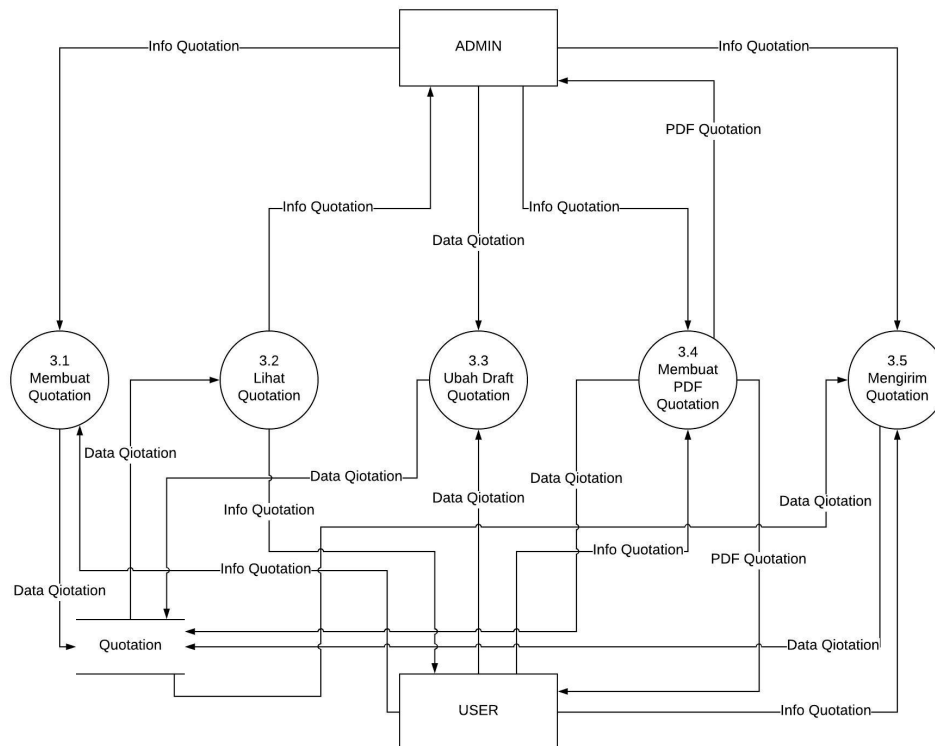 ADMIN
Info Quotation
Info Quotation
PDF Quotation
Info Quotation
Info Quotation
Data Qiotation
3.1
Membuat
Quotation
3.2
Lihat
Quotation
3.3
Ubah Draft
Quotation
3.4
Membuat
PDF
Quotation
3.5
Mengirim
Quotation
Data Qiotation
Data Qiotation
Data Qiotation
Data Qiotation
Data Qiotation
Info Quotation
Info Quotation
PDF Quotation
Info Quotation
Data Qiotation
Quotation
Data Qiotation
USER
Info Quotation